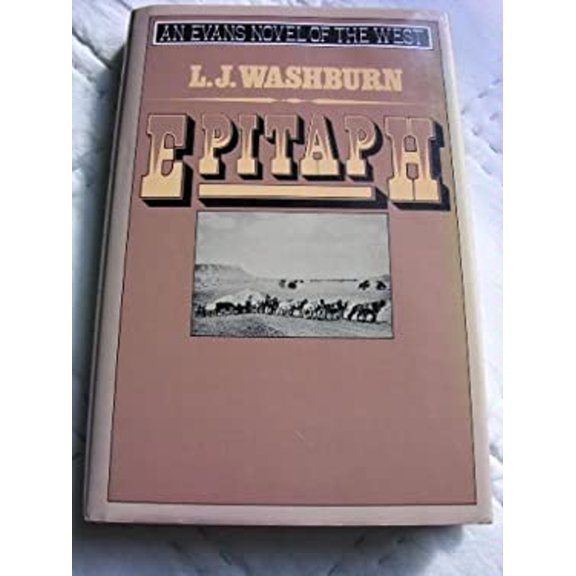 AN EVANS NOVEL OF THE WEST
L.J. WASHBURN
EPITAPH